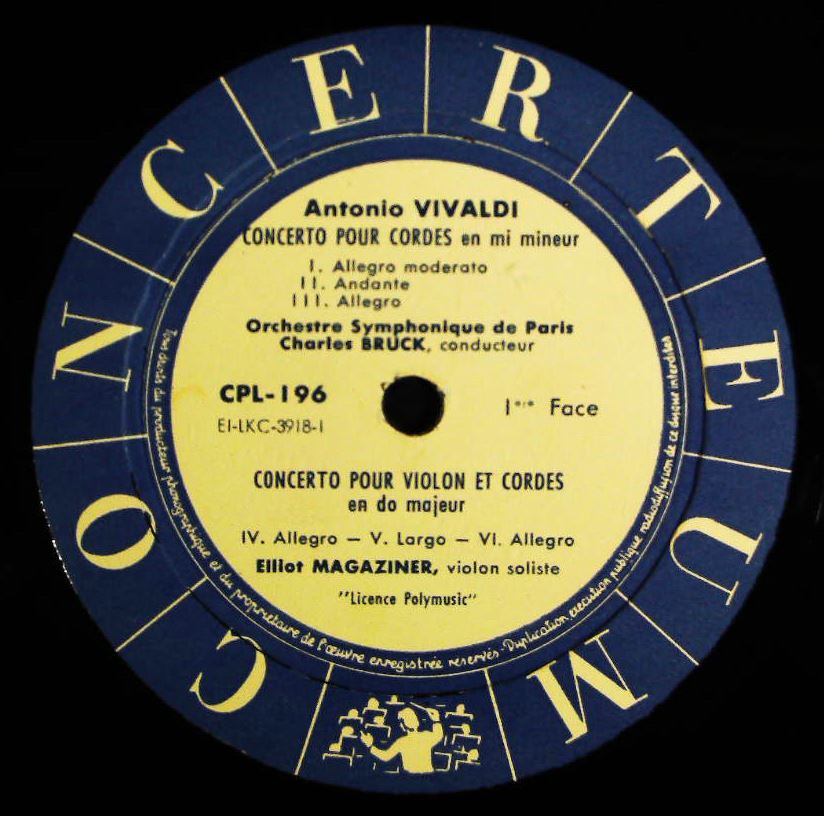 CONCERTEUM
Antonio VIVALDI
CONCERTO POUR CORDES en mi mineur
I. Allegro moderato
II. Andante
III. Allegro
Orchestre Symphonique de Paris
Charles BRUCK, conducteur
CPL-196
EI-LKC-3918-I
1ère Face
CONCERTO POUR VIOLON ET CORDES
en do majeur
IV. Allegro — V. Largo — VI. Allegro
Elliot MAGAZINER, violon soliste
"Licence Polymusic"
Tous droits du producteur phonographique et du propriétaire de l'œuvre enregistrée réservés - Duplication, exécution publique radiodiffusion de ce disque interdites